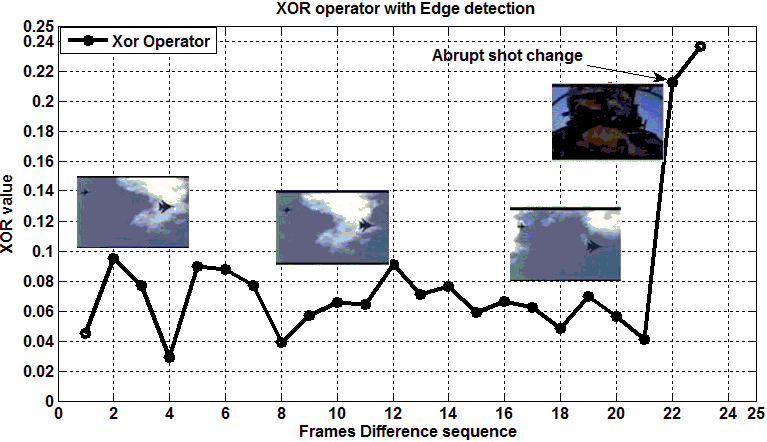 XOR operator with Edge detection
0.25
0.24
0.22
0.2
0.18
0.16
0.14
0.12
0.1
0.08
0.06
0.04
0.02
0
XOR value
Xor Operator
Abrupt shot change
0 2 4 6 8 10 12 14 16 18 20 22 24 25
Frames Difference sequence